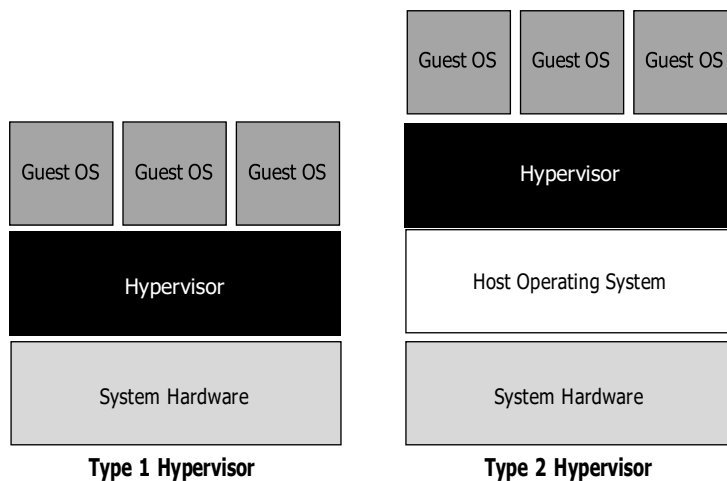 Guest OS
Guest OS
Guest OS
Hypervisor
System Hardware
Type 1 Hypervisor
Guest OS
Guest OS
Guest OS
Hypervisor
Host Operating System
System Hardware
Type 2 Hypervisor